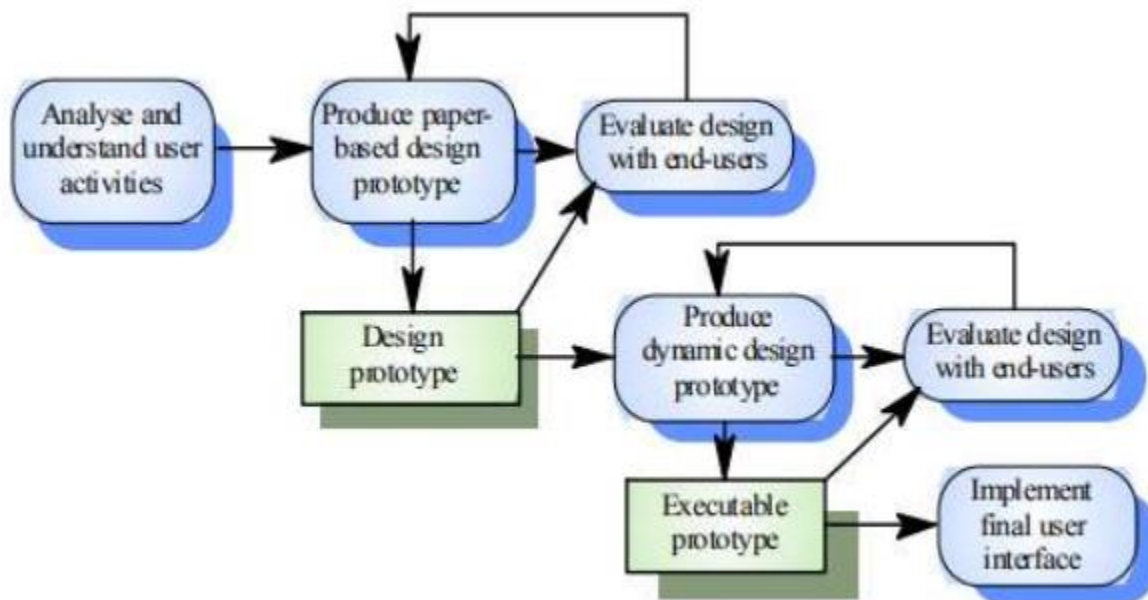 Analyse and
understand user
activities
Produce paper-
based design
prototype
Evaluate design
with end-users
Design
prototype
Produce
dynamic design
prototype
Evaluate design
with end-users
Executable
prototype
Implement
final user
interface